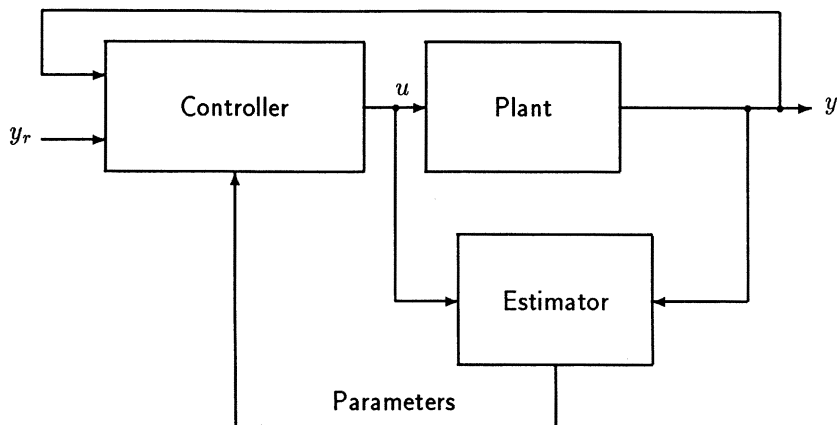 u
y
Controller
Plant
y_r
Estimator
Parameters